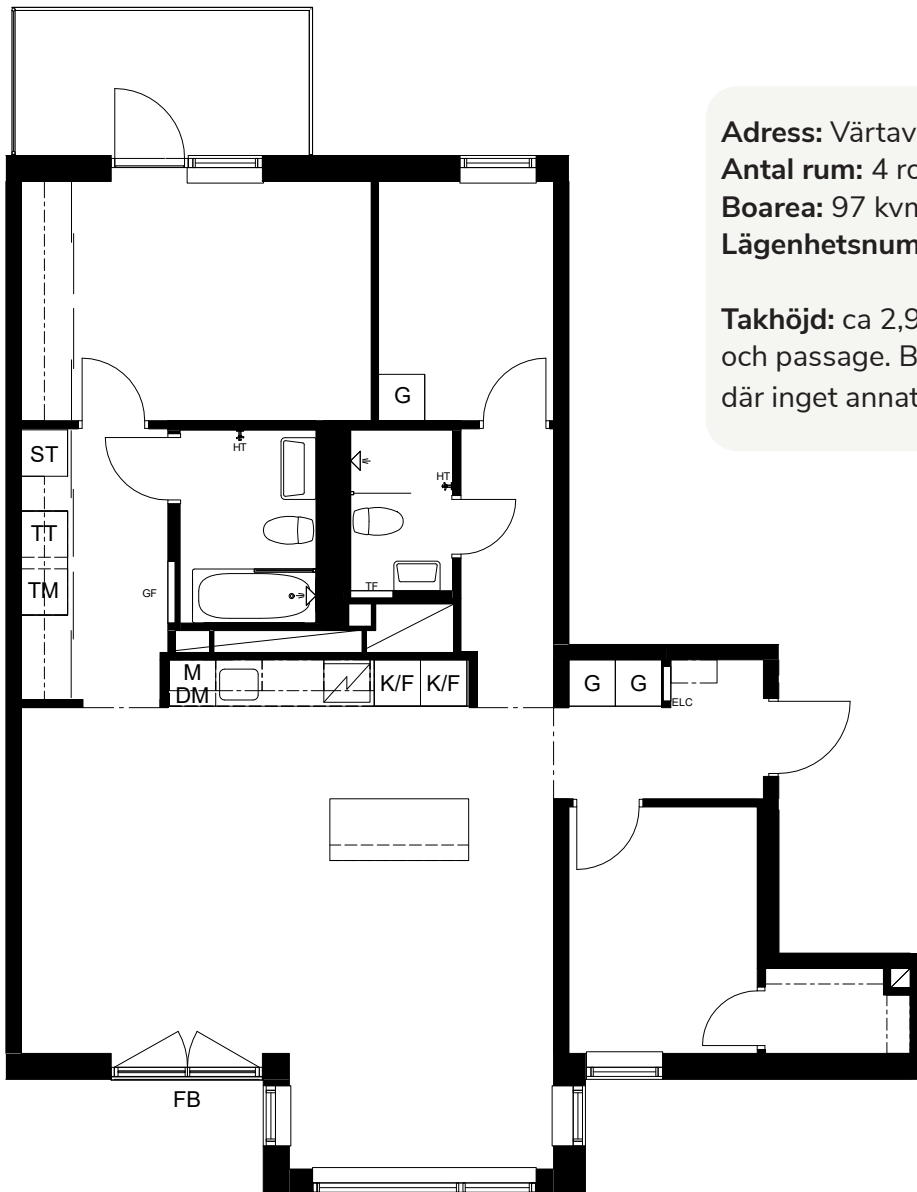 Adress: Värtav
Antal rum: 4 ro
Boarea: 97 kvm
Lägenhetsnum
Takhöjd: ca 2,9
och passage. B
där inget annat
G
ST
HT
HT
TT
TM
GF
TF
M
DM
K/F
K/F
G
G
ELC
FB